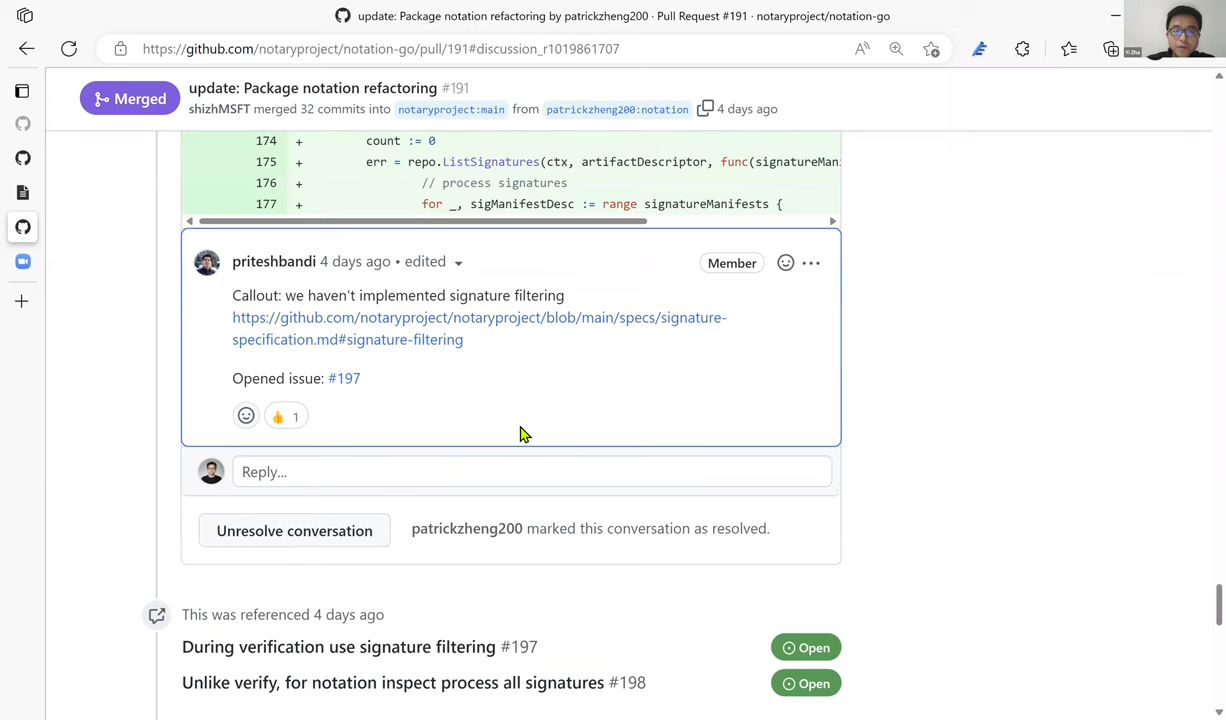 update: Package notation refactoring by patrickzheng200 · Pull Request #191 · notaryproject/notation-go
https://github.com/notaryproject/notation-go/pull/191#discussion_r1019861707
Yi Zha
Merged
update: Package notation refactoring #191
shizhMSFT merged 32 commits into notaryproject:main from patrickzheng200:notation 4 days ago
174 + count := 0
175 + err = repo.ListSignatures(ctx, artifactDescriptor, func(signatureMani
176 + // process signatures
177 + for _, sigManifestDesc := range signatureManifests {
priteshbandi 4 days ago • edited
Member
Callout: we haven't implemented signature filtering
https://github.com/notaryproject/notaryproject/blob/main/specs/signature-
specification.md#signature-filtering
Opened issue: #197
👍 1
Reply...
Unresolve conversation
patrickzheng200 marked this conversation as resolved.
This was referenced 4 days ago
During verification use signature filtering #197
Open
Unlike verify, for notation inspect process all signatures #198
Open